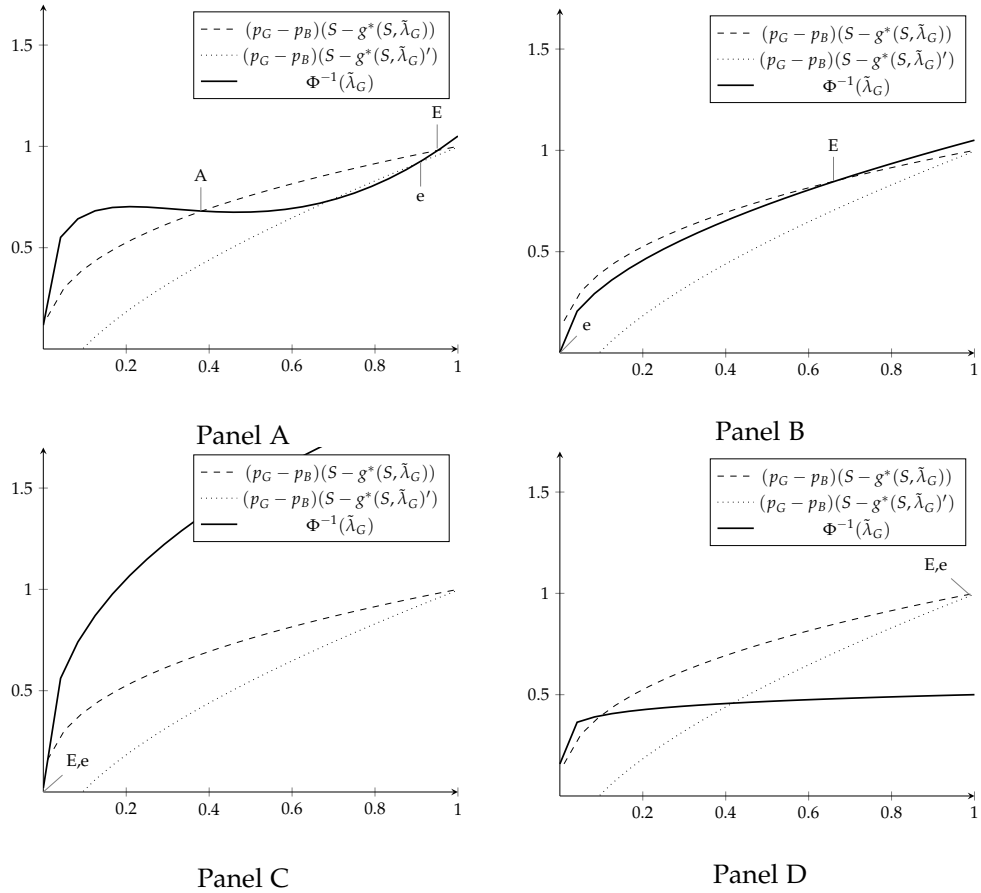 1.5
1
0.5
0.2
0.4
0.6
0.8
1
(p_G − p_B)(S − g*(S, λ̃_G))
(p_G − p_B)(S − g*(S, λ̃_G)′)
Φ⁻¹(λ̃_G)
A
E
e
Panel A
1.5
1
0.5
0.2
0.4
0.6
0.8
1
(p_G − p_B)(S − g*(S, λ̃_G))
(p_G − p_B)(S − g*(S, λ̃_G)′)
Φ⁻¹(λ̃_G)
E
e
Panel B
1.5
1
0.5
0.2
0.4
0.6
0.8
1
(p_G − p_B)(S − g*(S, λ̃_G))
(p_G − p_B)(S − g*(S, λ̃_G)′)
Φ⁻¹(λ̃_G)
E,e
Panel C
1.5
1
0.5
0.2
0.4
0.6
0.8
1
(p_G − p_B)(S − g*(S, λ̃_G))
(p_G − p_B)(S − g*(S, λ̃_G)′)
Φ⁻¹(λ̃_G)
E,e
Panel D